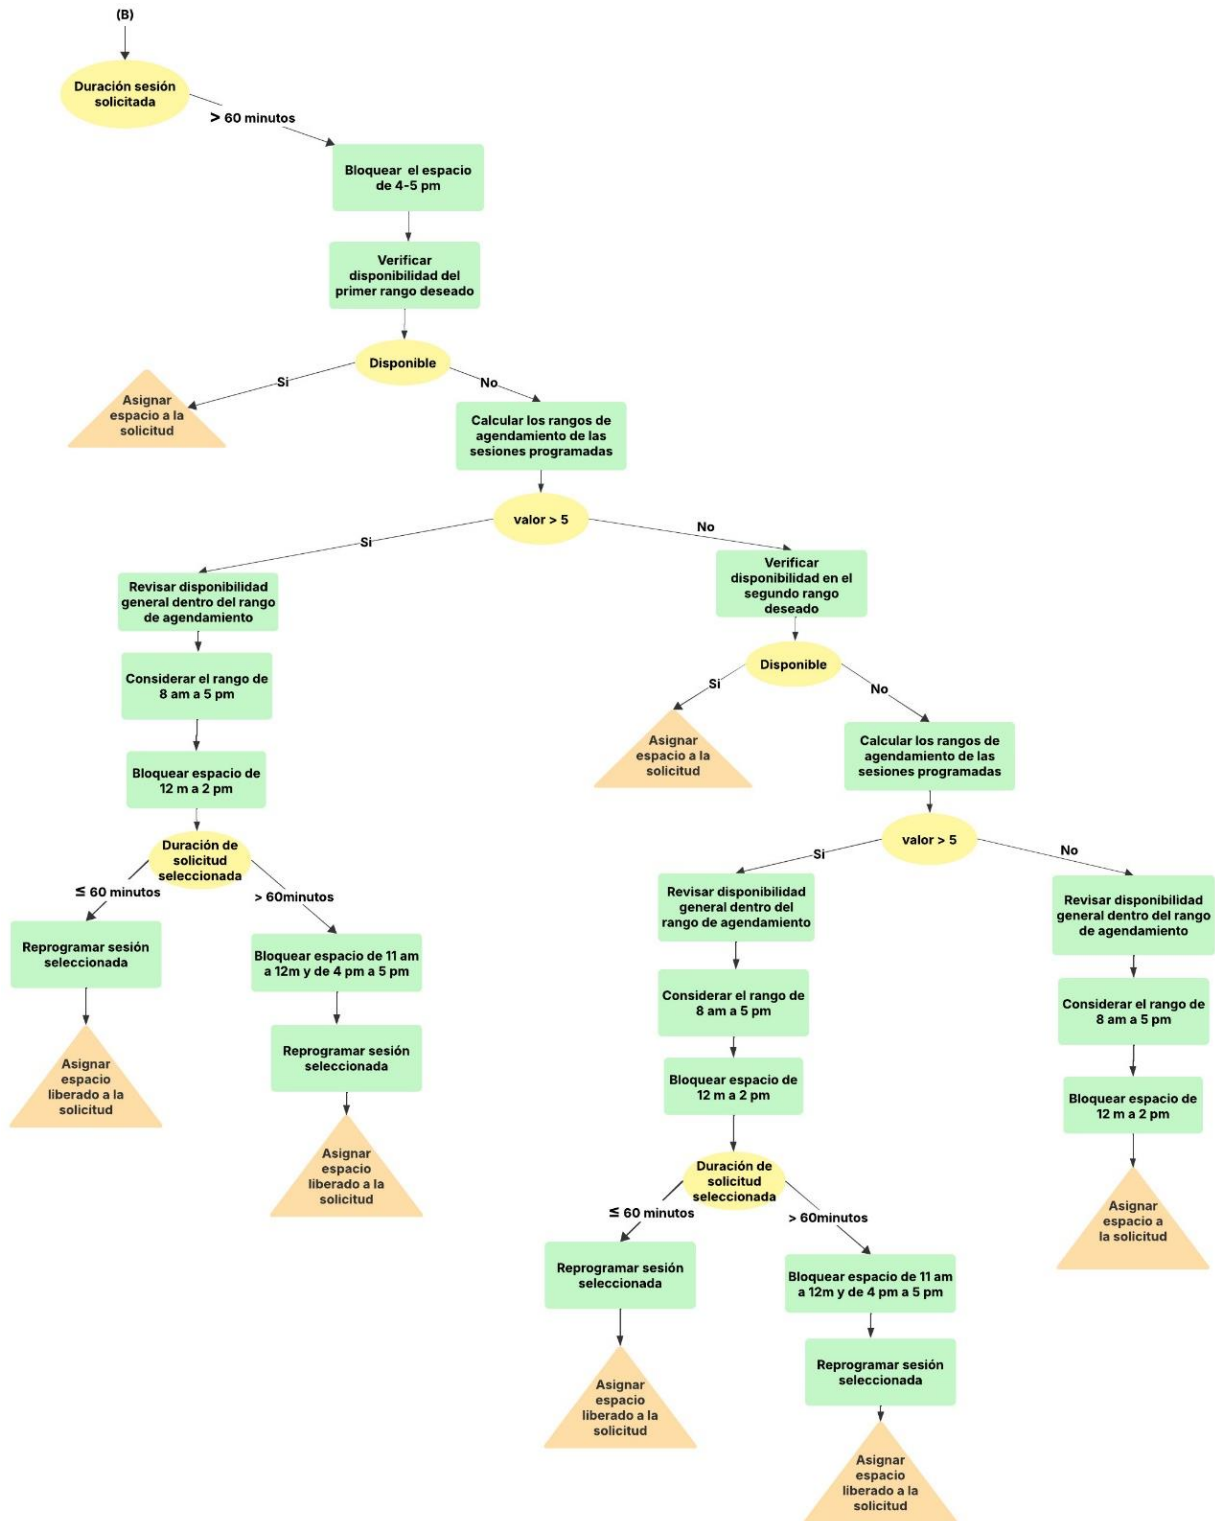 (B)
Duración sesión
solicitada
> 60 minutos
Bloquear el espacio
de 4-5 pm
Verificar
disponibilidad del
primer rango deseado
Disponible
Si
No
Asignar
espacio a la
solicitud
Calcular los rangos de
agendamiento de las
sesiones programadas
valor > 5
Si
No
Revisar disponibilidad
general dentro del rango
de agendamiento
Considerar el rango de
8 am a 5 pm
Bloquear espacio de
12 m a 2 pm
Duración de
solicitud
seleccionada
≤ 60 minutos
> 60minutos
Reprogramar sesión
seleccionada
Asignar
espacio
liberado a la
solicitud
Bloquear espacio de 11 am
a 12m y de 4 pm a 5 pm
Reprogramar sesión
seleccionada
Asignar
espacio
liberado a la
solicitud
Verificar
disponibilidad en el
segundo rango
deseado
Disponible
Si
No
Asignar
espacio a la
solicitud
Calcular los rangos de
agendamiento de las
sesiones programadas
valor > 5
Si
No
Revisar disponibilidad
general dentro del
rango de agendamiento
Considerar el rango de
8 am a 5 pm
Bloquear espacio de
12 m a 2 pm
Duración de
solicitud
seleccionada
≤ 60 minutos
> 60minutos
Reprogramar sesión
seleccionada
Asignar
espacio
liberado a la
solicitud
Bloquear espacio de 11 am
a 12m y de 4 pm a 5 pm
Reprogramar sesión
seleccionada
Asignar
espacio
liberado a la
solicitud
Revisar disponibilidad
general dentro del rango
de agendamiento
Considerar el rango de
8 am a 5 pm
Bloquear espacio de
12 m a 2 pm
Asignar
espacio a
la solicitud